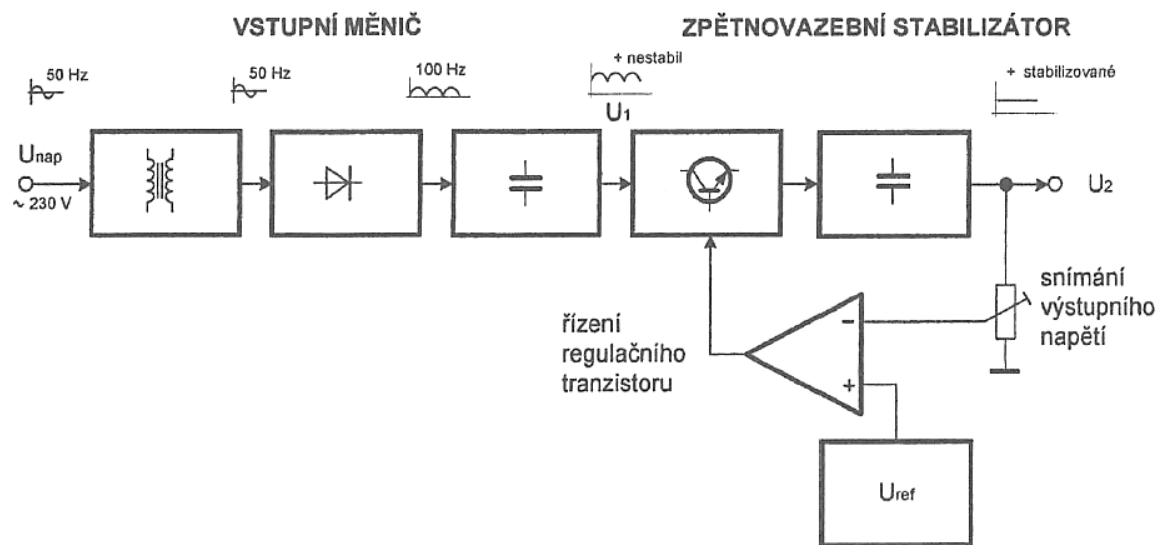 VSTUPNÍ MĚNIČ
ZPĚTNOVAZEBNÍ STABILIZÁTOR
50 Hz
50 Hz
100 Hz
+ nestabil
+ stabilizované
U1
Unap
~ 230 V
U2
snímání
výstupního
napětí
řízení
regulačního
tranzistoru
-
+
Uref